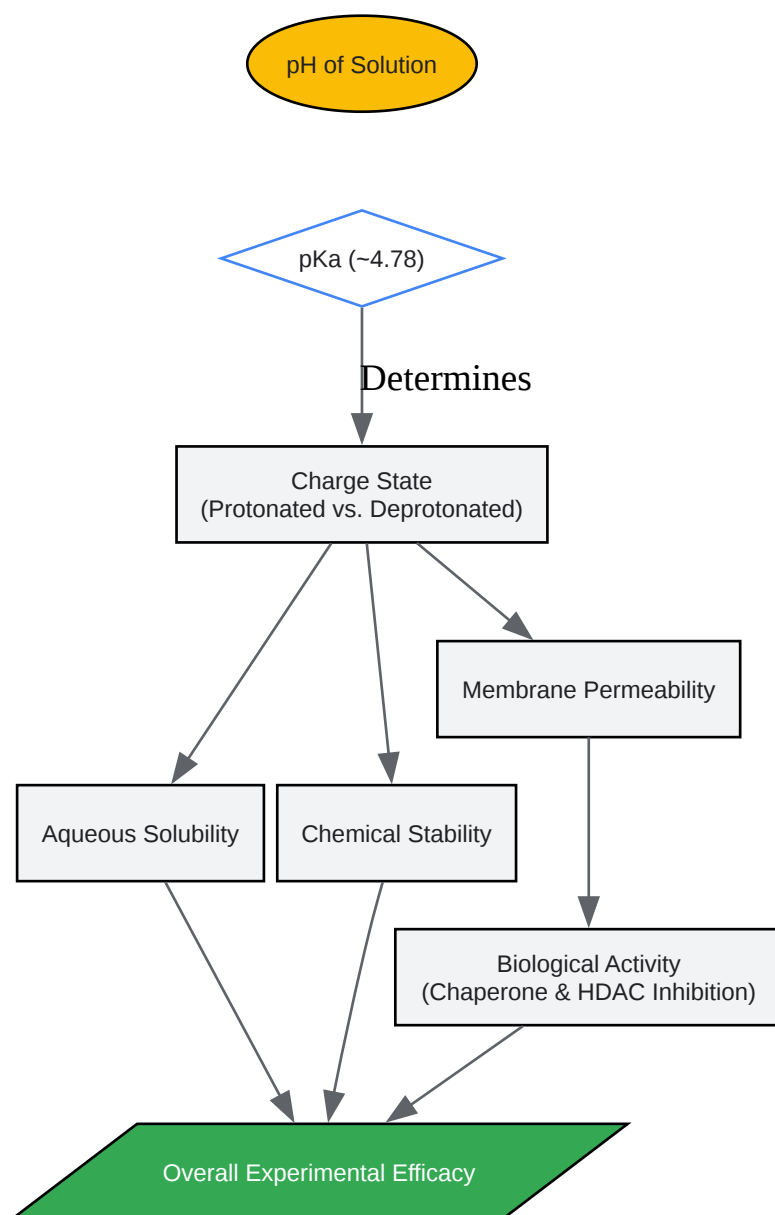 pH of Solution
pKa (~4.78)
Determines
Charge State
(Protonated vs. Deprotonated)
Membrane Permeability
Aqueous Solubility
Chemical Stability
Biological Activity
(Chaperone & HDAC Inhibition)
Overall Experimental Efficacy